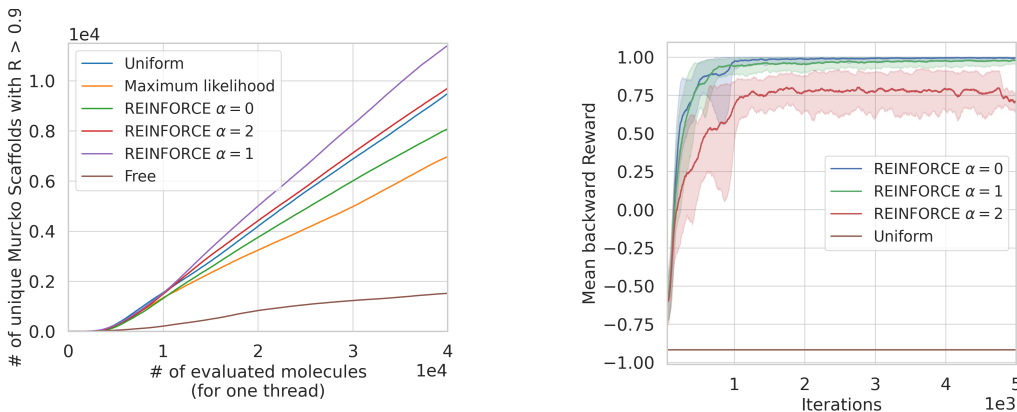 # of unique Murcko Scaffolds with R > 0.9
1e4
1.0
0.8
0.6
0.4
0.2
0.0
Uniform
Maximum likelihood
REINFORCE α = 0
REINFORCE α = 2
REINFORCE α = 1
Free
0 1 2 3 4
# of evaluated molecules
1e4
(for one thread)
Mean backward Reward
1.00
0.75
0.50
0.25
0.00
−0.25
−0.50
−0.75
−1.00
REINFORCE α = 0
REINFORCE α = 1
REINFORCE α = 2
Uniform
1 2 3 4 5
Iterations
1e3